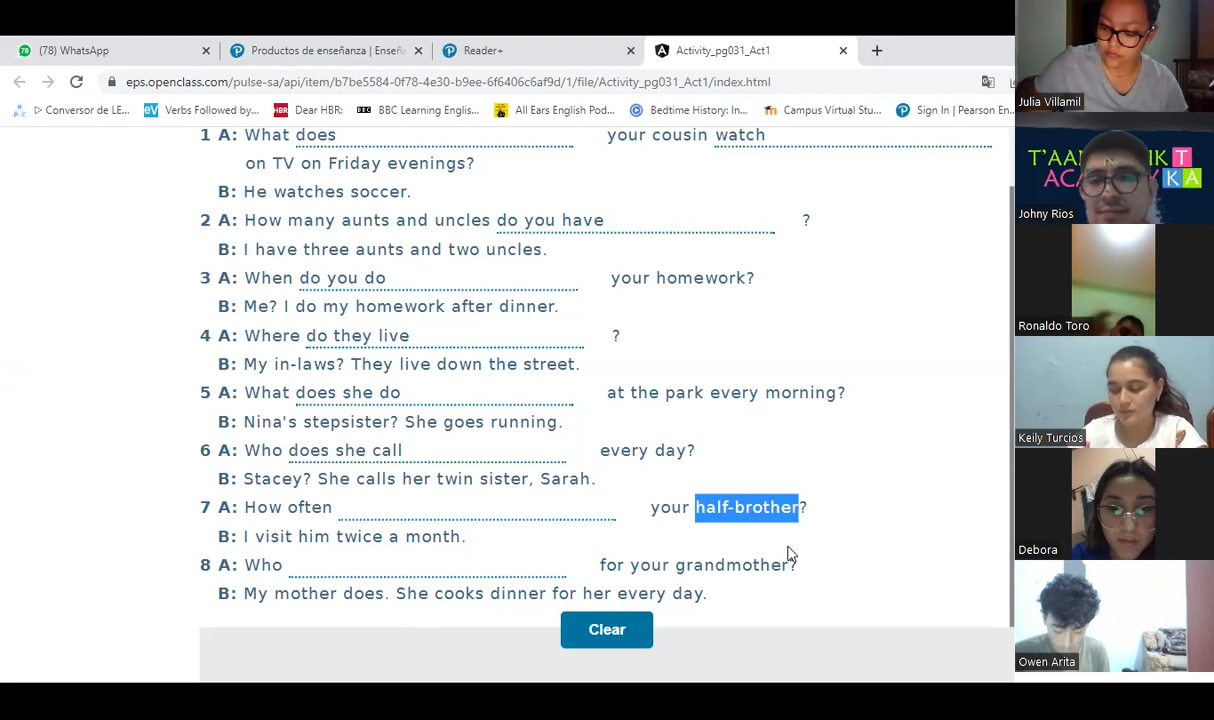 (78) WhatsApp
Productos de enseñanza | Enseña
Reader+
Activity_pg031_Act1
eps.openclass.com/pulse-sa/api/item/b7be5584-0f78-4e30-b9ee-6f6406c6af9d/1/file/Activity_pg031_Act1/index.html
▷ Conversor de LE...
Verbs Followed by...
HBR Dear HBR:
BBC Learning Englis...
All Ears English Pod...
Bedtime History: In...
Campus Virtual Stu...
Sign In | Pearson En...
1 A: What does your cousin watch
on TV on Friday evenings?
B: He watches soccer.
2 A: How many aunts and uncles do you have ?
B: I have three aunts and two uncles.
3 A: When do you do your homework?
B: Me? I do my homework after dinner.
4 A: Where do they live ?
B: My in-laws? They live down the street.
5 A: What does she do at the park every morning?
B: Nina's stepsister? She goes running.
6 A: Who does she call every day?
B: Stacey? She calls her twin sister, Sarah.
7 A: How often your half-brother?
B: I visit him twice a month.
8 A: Who for your grandmother?
B: My mother does. She cooks dinner for her every day.
Clear
Julia Villamil
Johny Rios
Ronaldo Toro
Keily Turcios
Debora
Owen Arita